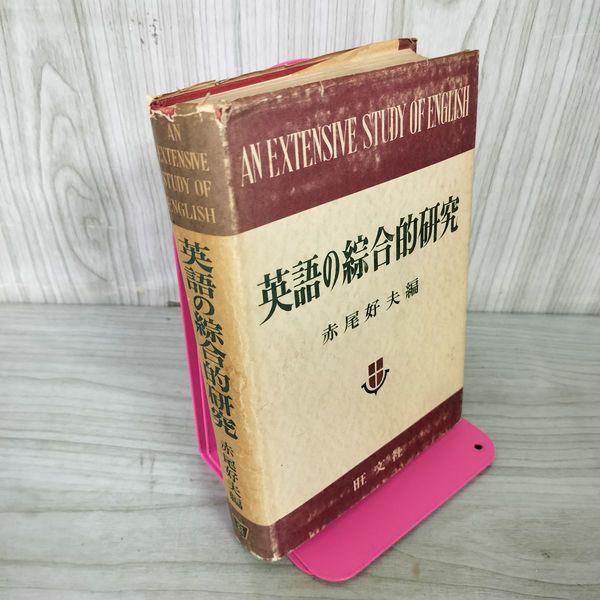 AN EXTENSIVE STUDY OF ENGLISH
英語の綜合的研究
赤尾好夫編
旺文社
AN
EXTENSIVE
STUDY OF
ENGLISH
英語の綜合的研究
赤尾好夫編